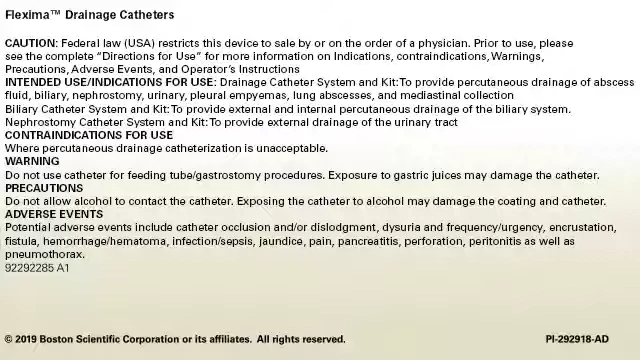 Flexima™ Drainage Catheters
CAUTION: Federal law (USA) restricts this device to sale by or on the order of a physician. Prior to use, please
see the complete “Directions for Use” for more information on Indications, contraindications, Warnings,
Precautions, Adverse Events, and Operator’s Instructions
INTENDED USE/INDICATIONS FOR USE: Drainage Catheter System and Kit: To provide percutaneous drainage of abscess
fluid, biliary, nephrostomy, urinary, pleural empyemas, lung abscesses, and mediastinal collection
Biliary Catheter System and Kit: To provide external and internal percutaneous drainage of the biliary system.
Nephrostomy Catheter System and Kit: To provide external drainage of the urinary tract
CONTRAINDICATIONS FOR USE
Where percutaneous drainage catheterization is unacceptable.
WARNING
Do not use catheter for feeding tube/gastrostomy procedures. Exposure to gastric juices may damage the catheter.
PRECAUTIONS
Do not allow alcohol to contact the catheter. Exposing the catheter to alcohol may damage the coating and catheter.
ADVERSE EVENTS
Potential adverse events include catheter occlusion and/or dislodgment, dysuria and frequency/urgency, encrustation,
fistula, hemorrhage/hematoma, infection/sepsis, jaundice, pain, pancreatitis, perforation, peritonitis as well as
pneumothorax.
92292285 A1
© 2019 Boston Scientific Corporation or its affiliates. All rights reserved.
PI-292918-AD